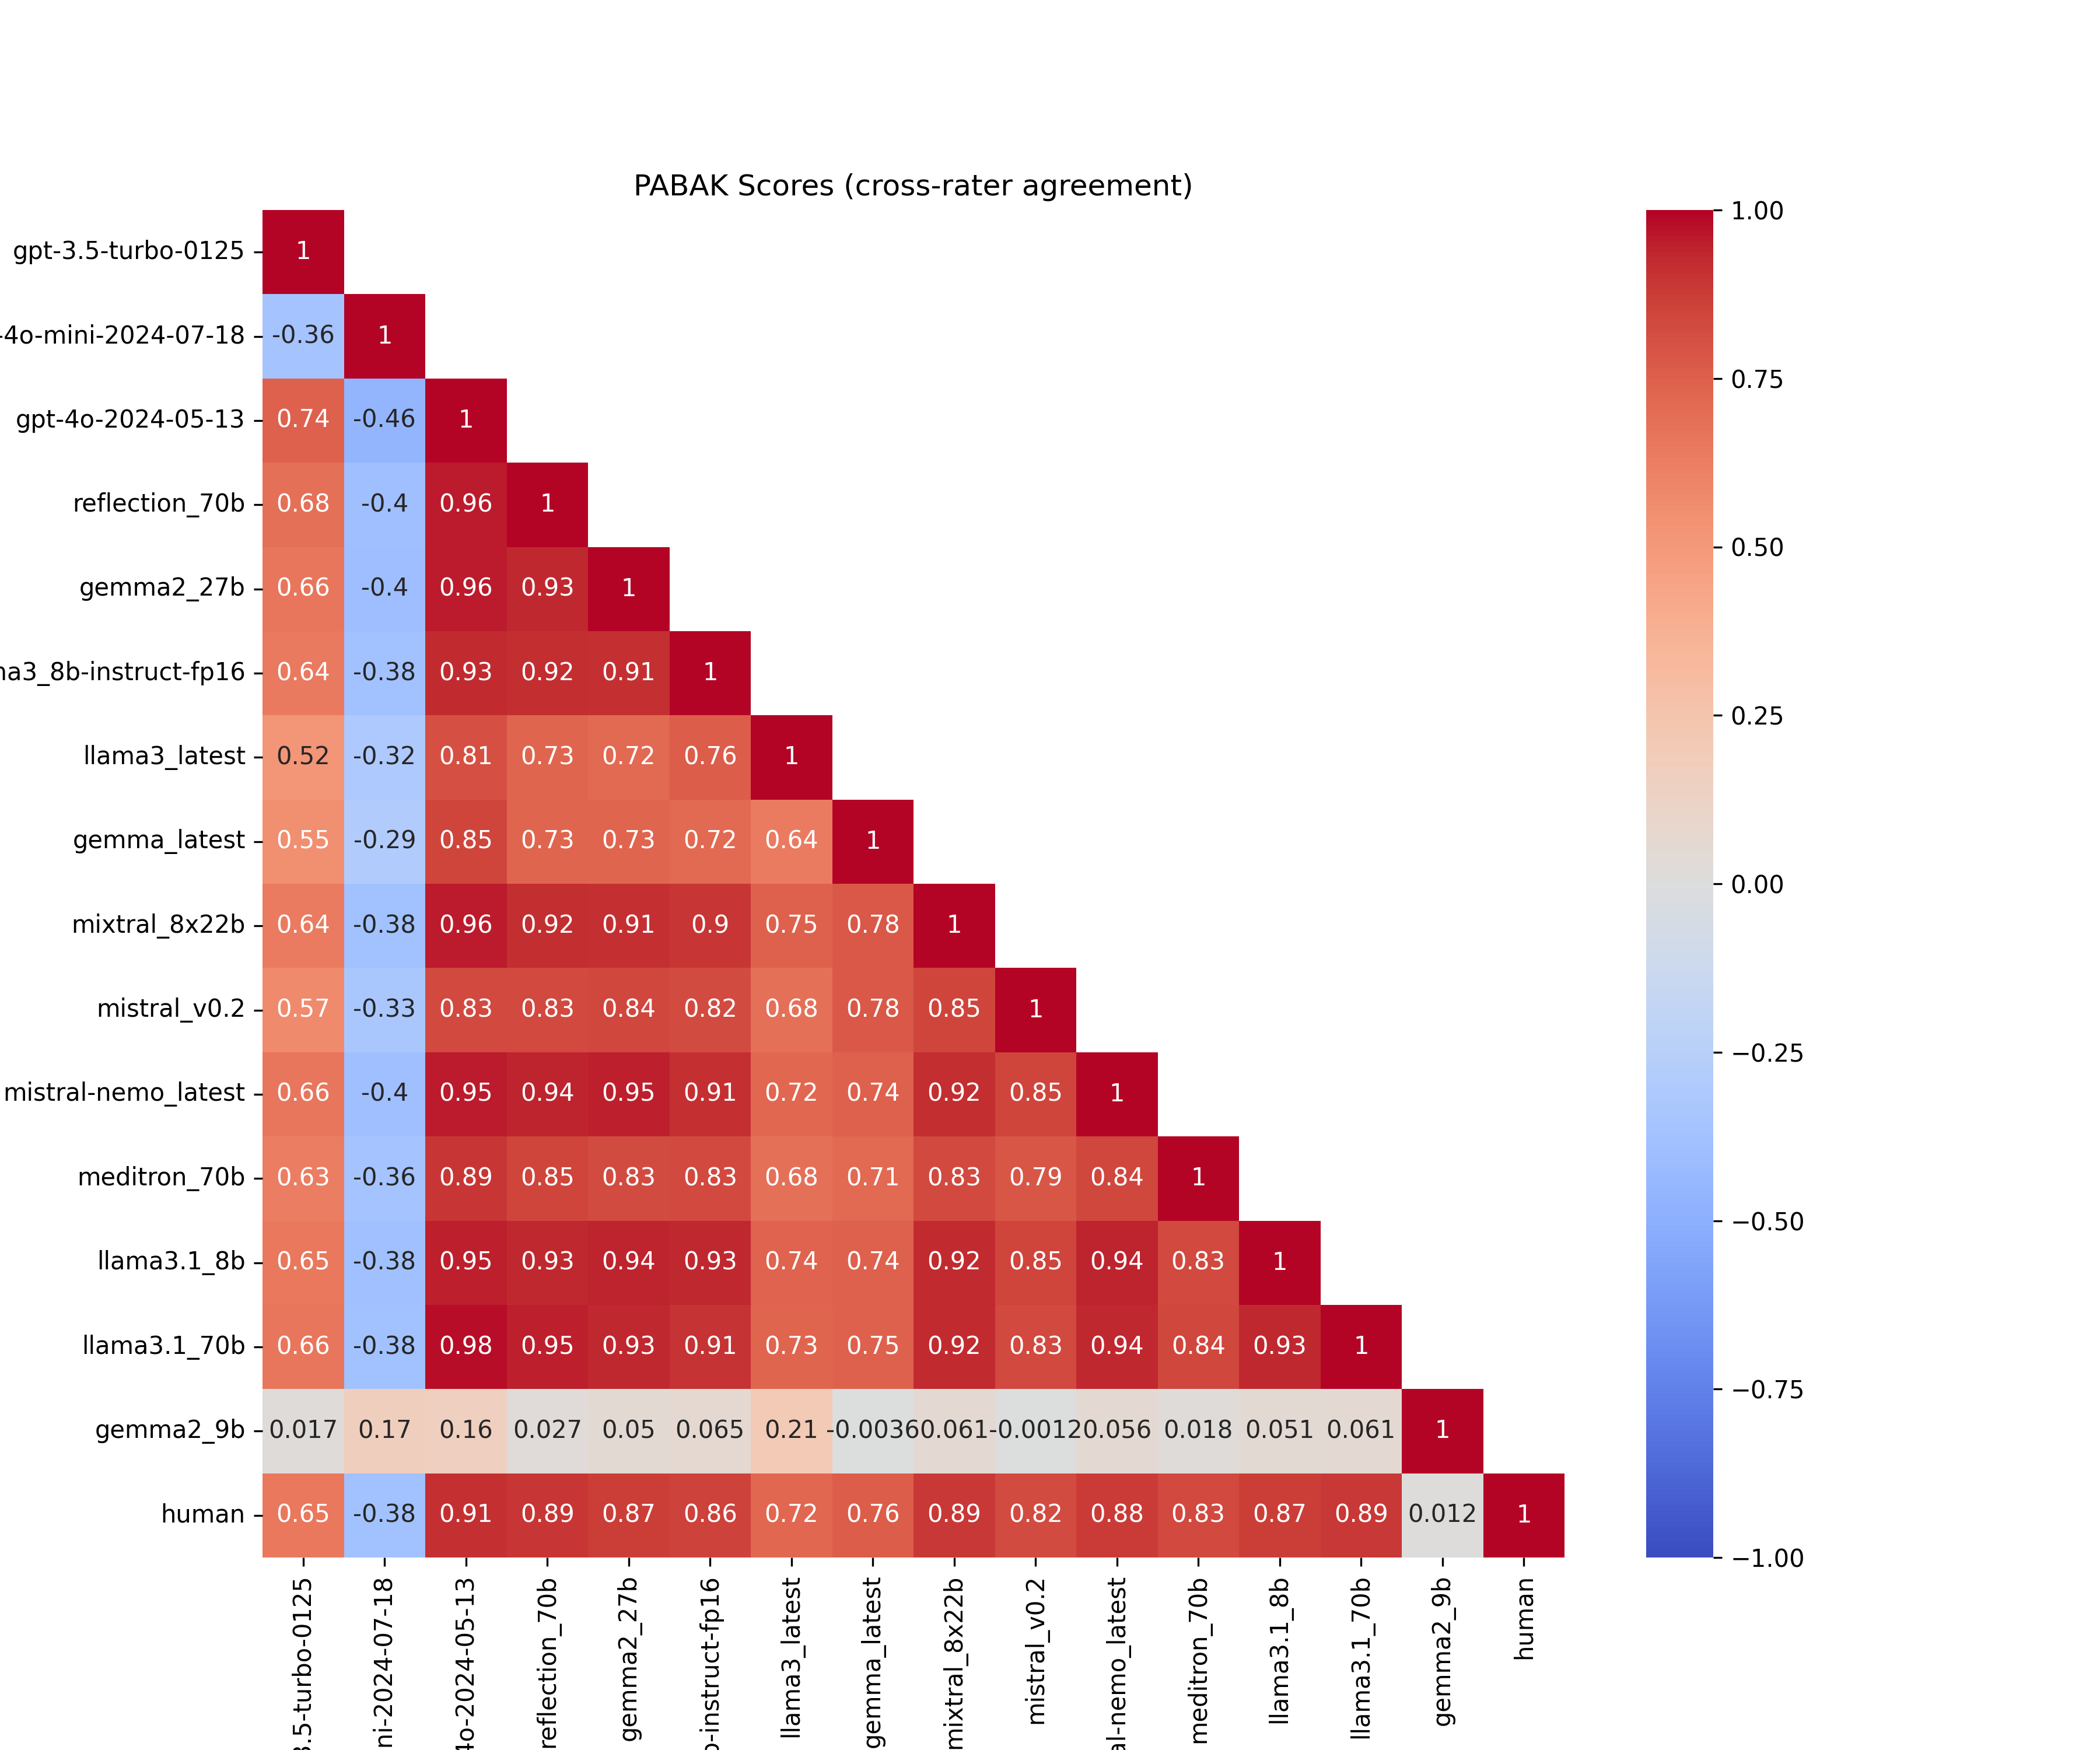 PABAK Scores (cross-rater agreement)
gpt-3.5-turbo-0125 1
-4o-mini-2024-07-18 -0.36 1
gpt-4o-2024-05-13 0.74 -0.46 1
reflection_70b 0.68 -0.4 0.96 1
gemma2_27b 0.66 -0.4 0.96 0.93 1
na3_8b-instruct-fp16 0.64 -0.38 0.93 0.92 0.91 1
llama3_latest 0.52 -0.32 0.81 0.73 0.72 0.76 1
gemma_latest 0.55 -0.29 0.85 0.73 0.73 0.72 0.64 1
mixtral_8x22b 0.64 -0.38 0.96 0.92 0.91 0.9 0.75 0.78 1
mistral_v0.2 0.57 -0.33 0.83 0.83 0.84 0.82 0.68 0.78 0.85 1
mistral-nemo_latest 0.66 -0.4 0.95 0.94 0.95 0.91 0.72 0.74 0.92 0.85 1
meditron_70b 0.63 -0.36 0.89 0.85 0.83 0.83 0.68 0.71 0.83 0.79 0.84 1
llama3.1_8b 0.65 -0.38 0.95 0.93 0.94 0.93 0.74 0.74 0.92 0.85 0.94 0.83 1
llama3.1_70b 0.66 -0.38 0.98 0.95 0.93 0.91 0.73 0.75 0.92 0.83 0.94 0.84 0.93 1
gemma2_9b 0.017 0.17 0.16 0.027 0.05 0.065 0.21 -0.0036 0.061 -0.0012 0.056 0.018 0.051 0.061 1
human 0.65 -0.38 0.91 0.89 0.87 0.86 0.72 0.76 0.89 0.82 0.88 0.83 0.87 0.89 0.012 1
3.5-turbo-0125
ni-2024-07-18
4o-2024-05-13
reflection_70b
gemma2_27b
-instruct-fp16
llama3_latest
gemma_latest
mixtral_8x22b
mistral_v0.2
al-nemo_latest
meditron_70b
llama3.1_8b
llama3.1_70b
gemma2_9b
human
1.00
0.75
0.50
0.25
0.00
−0.25
−0.50
−0.75
−1.00